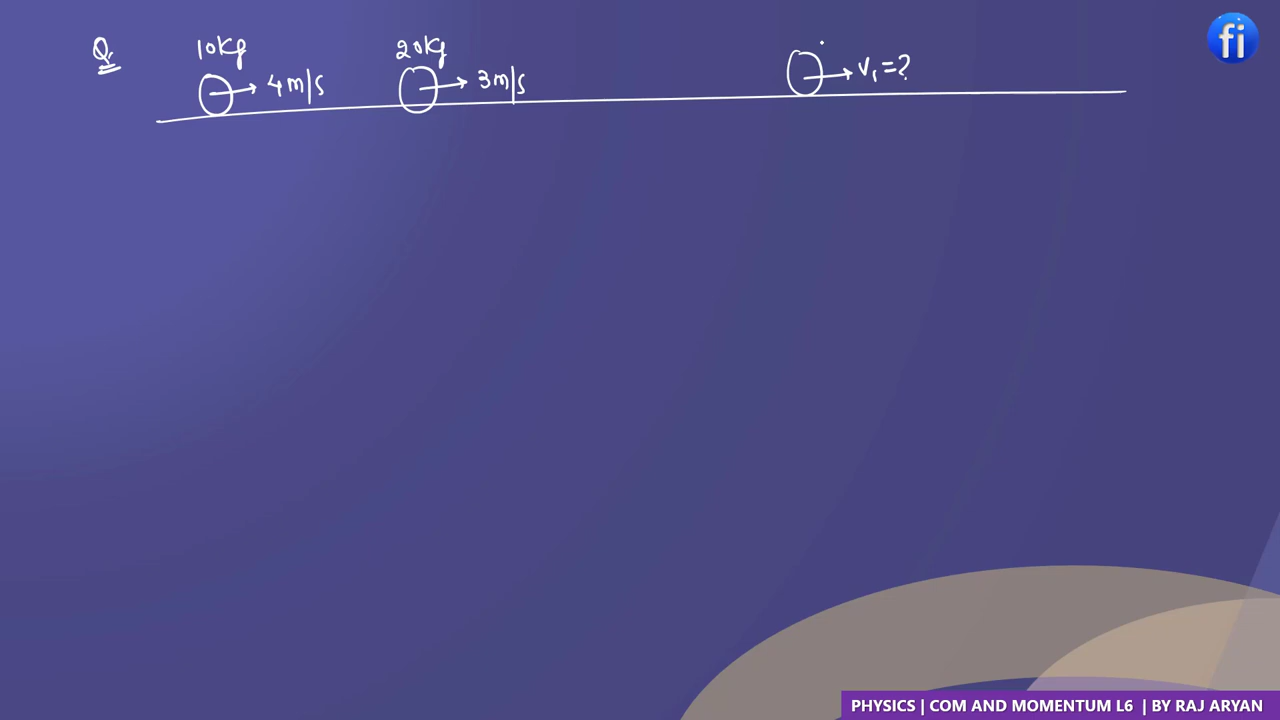 Q. 10kg 20kg
4m/s 3m/s v₁=?
fi
PHYSICS | COM AND MOMENTUM L6 | BY RAJ ARYAN